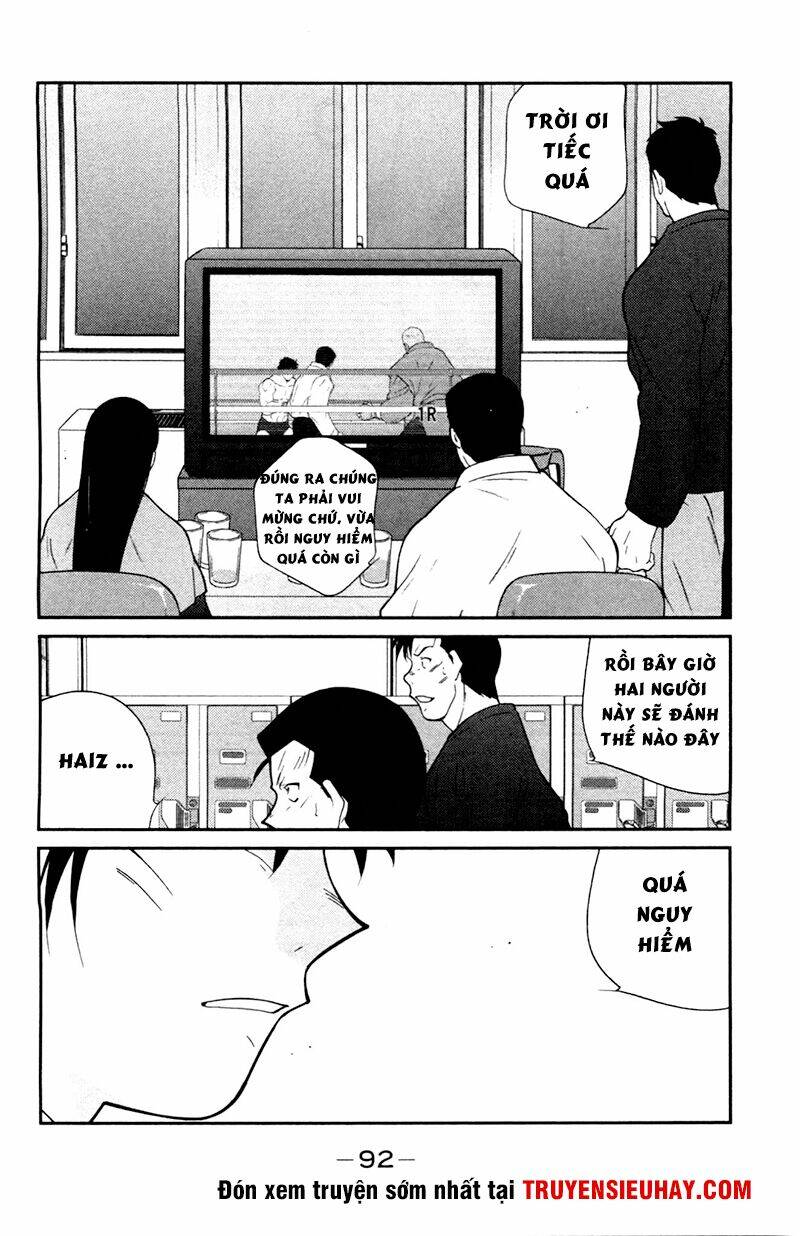 TRỜI ƠI
TIẾC
QUÁ
1R
ĐÚNG RA CHÚNG
TA PHẢI VUI
MỪNG CHỨ, VỪA
RỒI NGUY HIỂM
QUÁ CÒN GÌ
RỒI BÂY GIỜ
HAI NGƯỜI
NÀY SẼ ĐÁNH
THẾ NÀO ĐÂY
HAIZ ...
QUÁ
NGUY
HIỂM
—92—
Đón xem truyện sớm nhất tại TRUYENSIEUHAY.COM